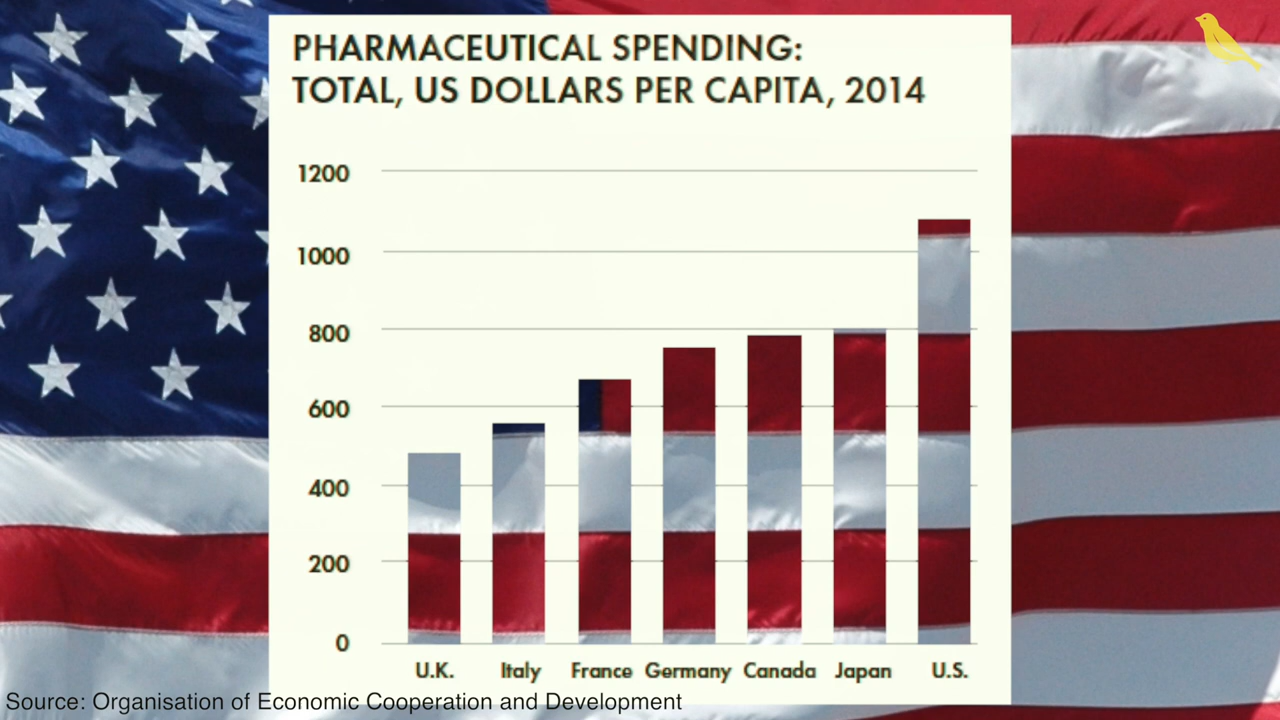 PHARMACEUTICAL SPENDING:
TOTAL, US DOLLARS PER CAPITA, 2014
1200
1000
800
600
400
200
0
U.K. Italy France Germany Canada Japan U.S.
Source: Organisation of Economic Cooperation and Development